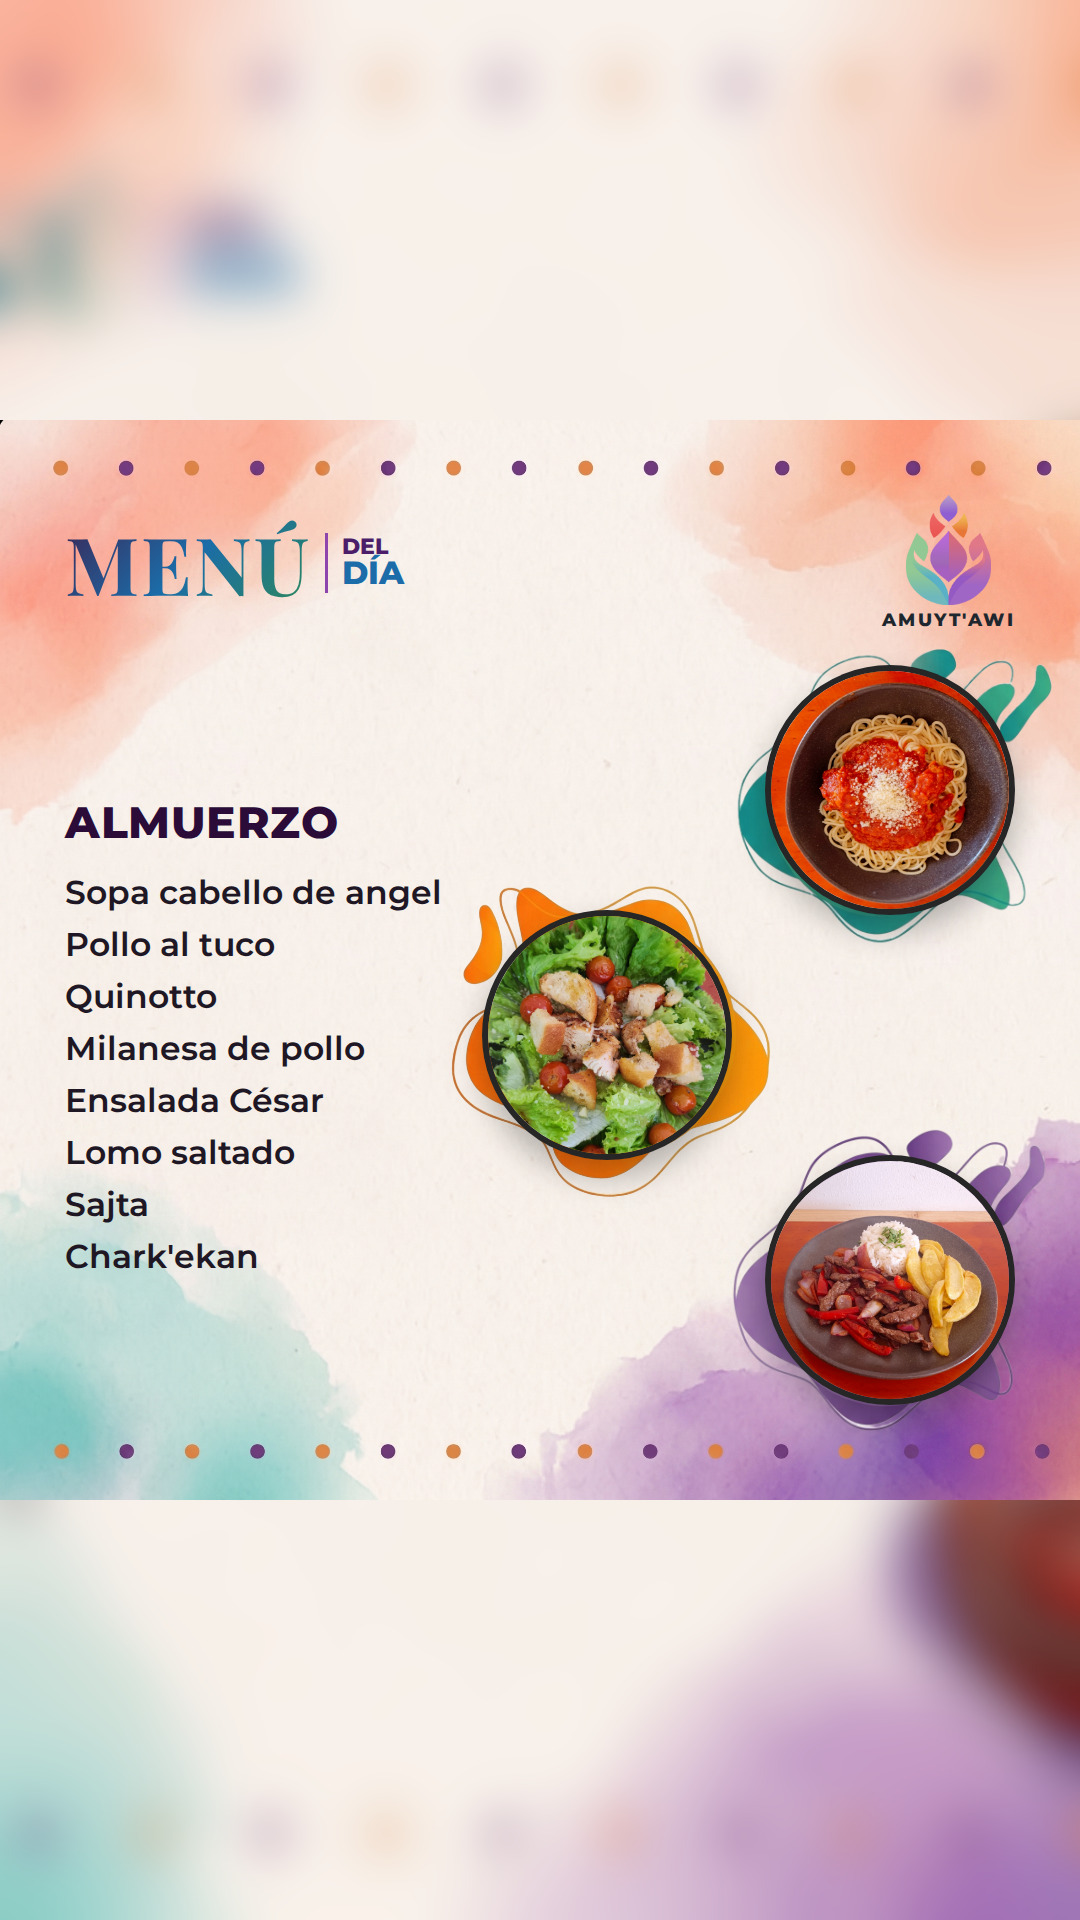 MENÚ
DEL
DÍA
AMUYT'AWI
ALMUERZO
Sopa cabello de angel
Pollo al tuco
Quinotto
Milanesa de pollo
Ensalada César
Lomo saltado
Sajta
Chark'ekan